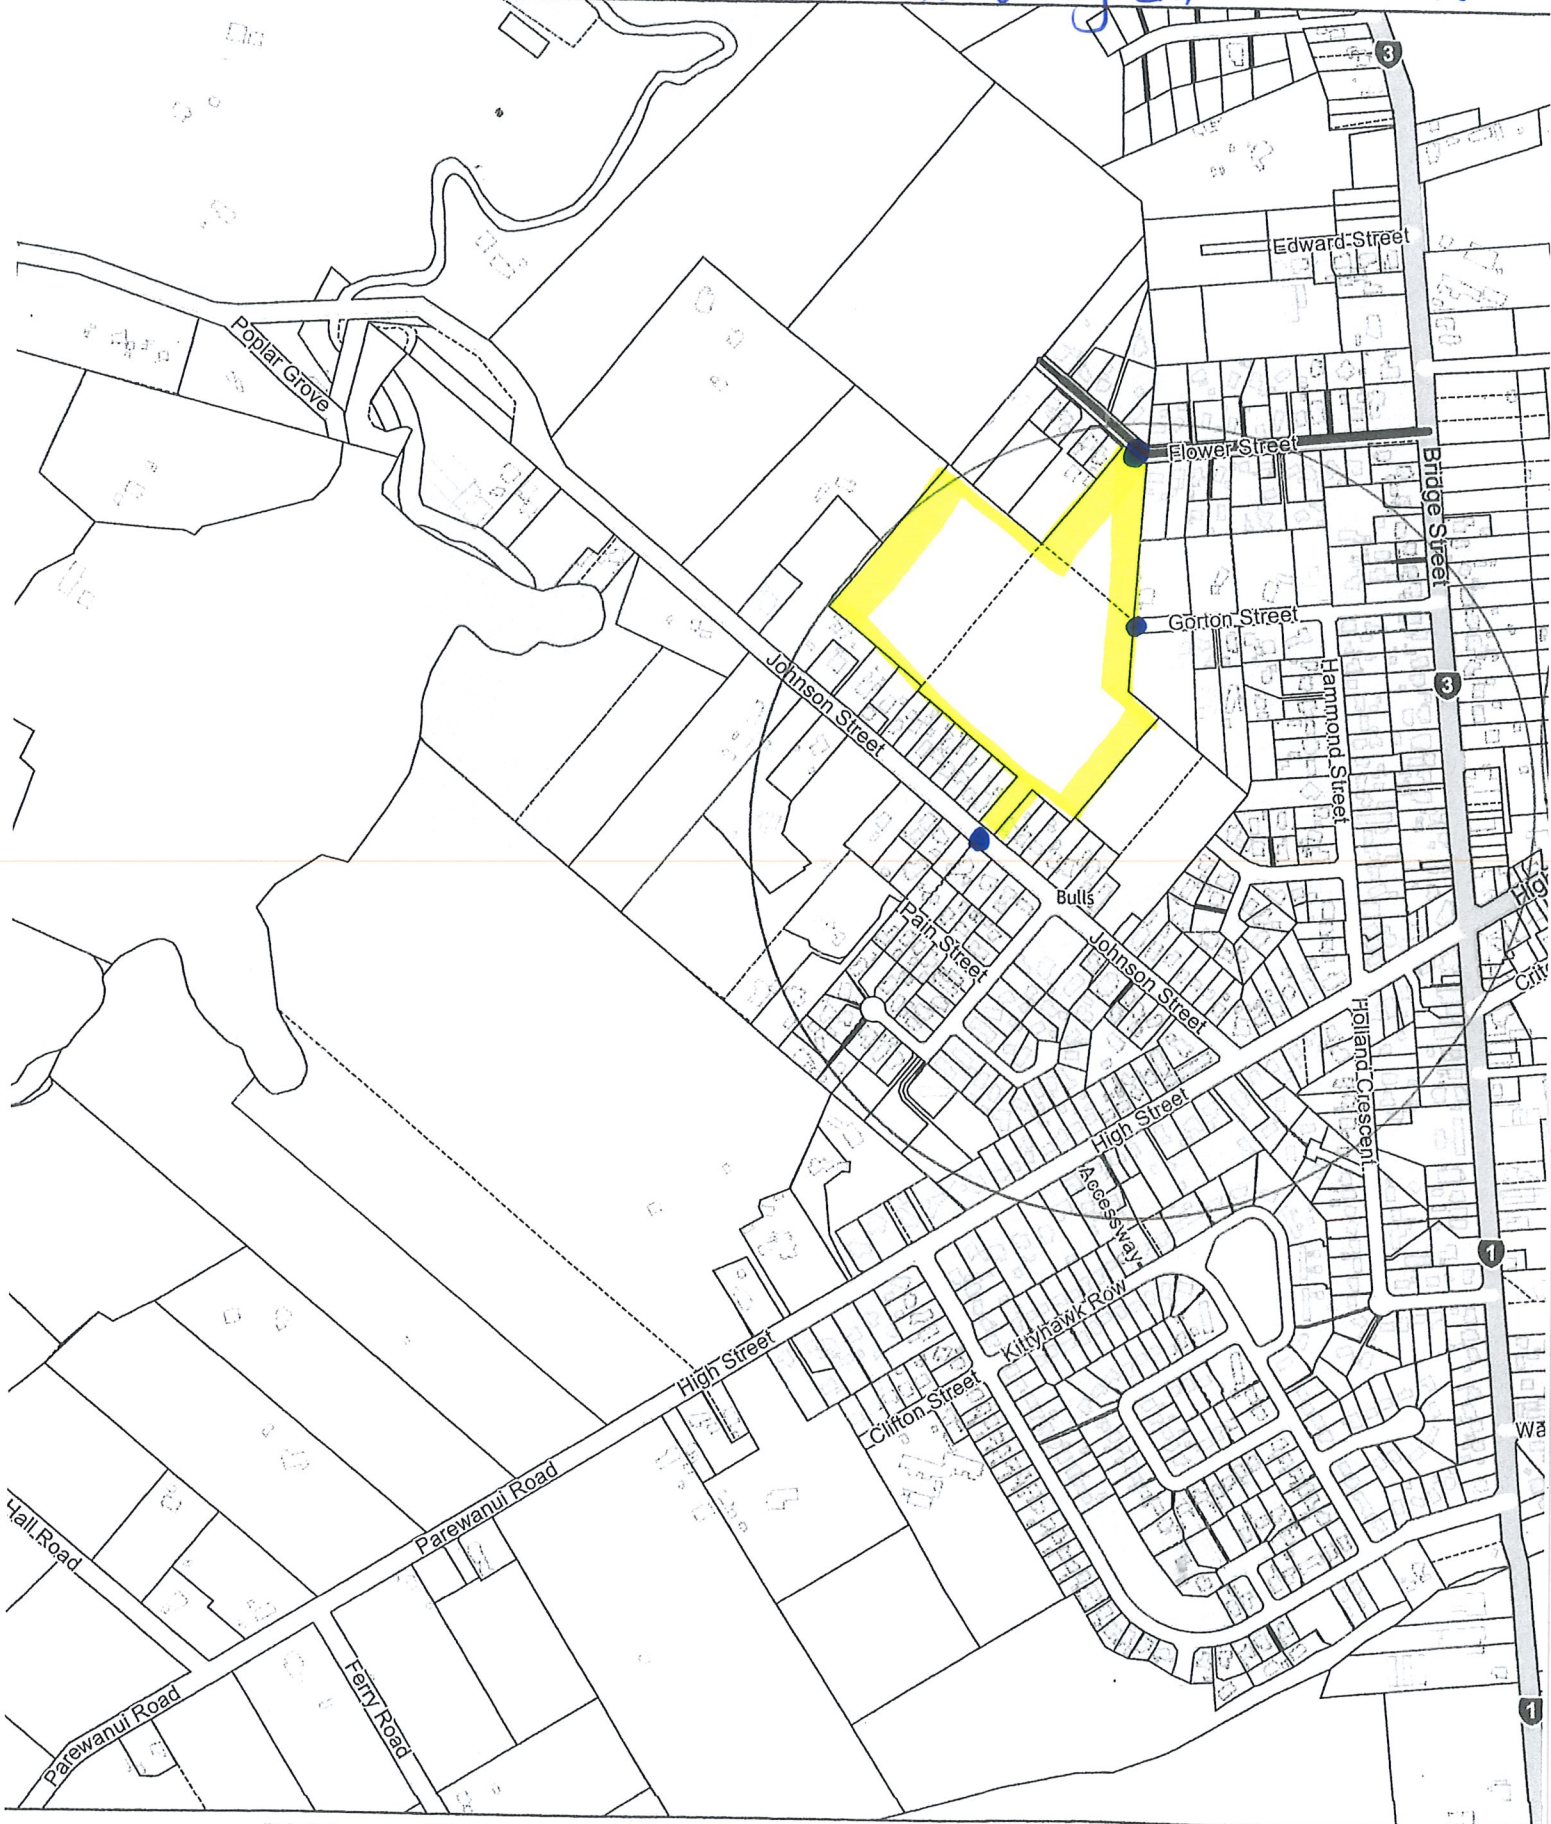 3
Edward Street
Poplar Grove
Flower Street
Bridge Street
Gorton Street
Johnson Street
Hammond Street
3
Bulls
Pain Street
Johnson Street
Holland Crescent
High Street
Accessway
1
Kittyhawk Row
High Street
Clifton Street
Parewanui Road
Hall Road
Ferry Road
Parewanui Road
1